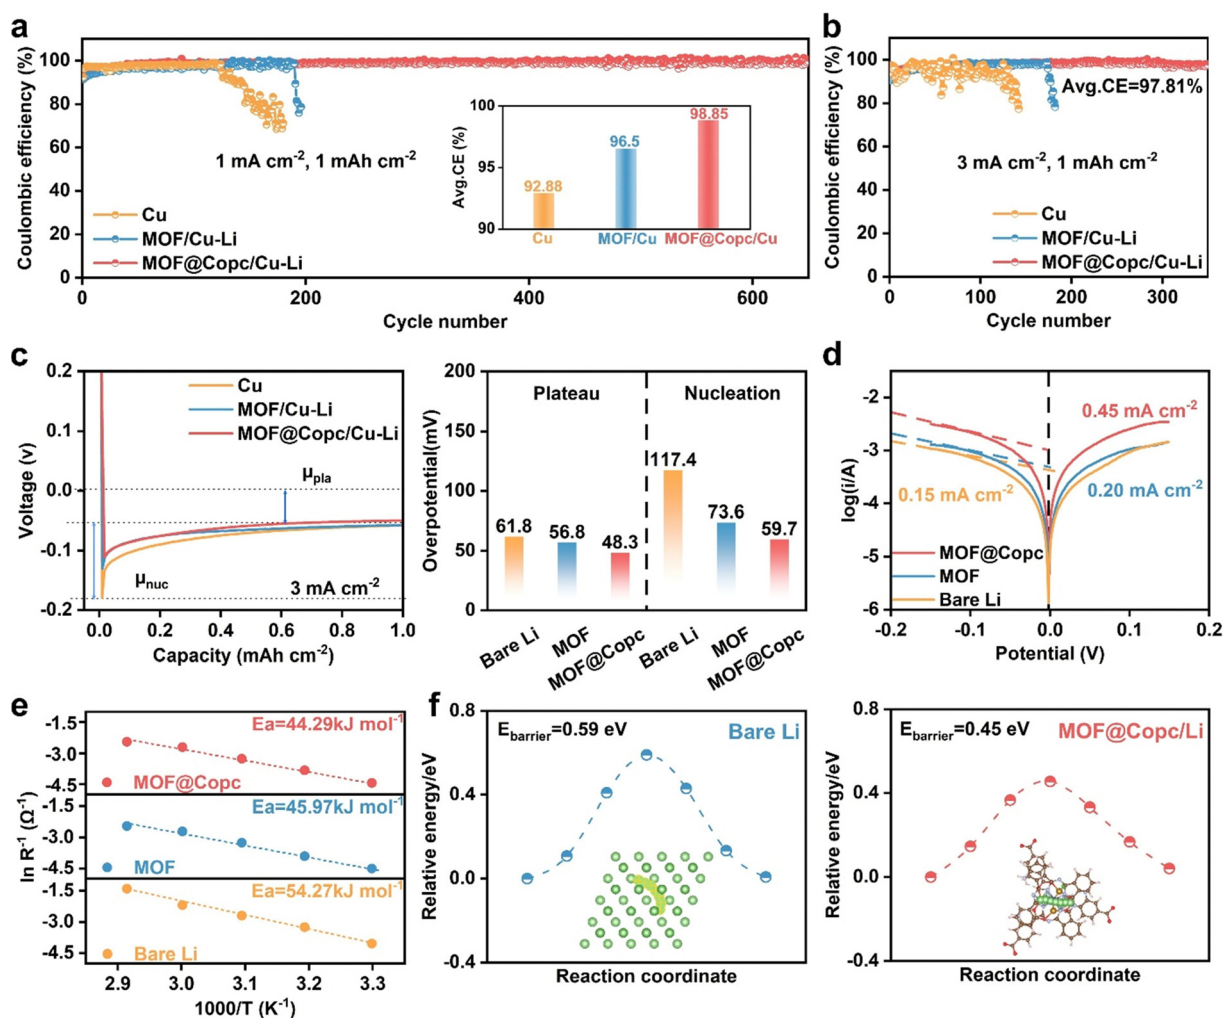 a
Coulombic efficiency (%)
100
80
60
40
20
0
0
200
400
600
Cycle number
1 mA cm⁻², 1 mAh cm⁻²
Cu
MOF/Cu-Li
MOF@Copc/Cu-Li
Avg.CE (%)
100
95
90
92.88
96.5
98.85
Cu
MOF/Cu
MOF@Copc/Cu
b
Coulombic efficiency (%)
100
80
60
40
20
0
0
100
200
300
Cycle number
Avg.CE=97.81%
3 mA cm⁻², 1 mAh cm⁻²
Cu
MOF/Cu-Li
MOF@Copc/Cu-Li
c
Voltage (v)
0.2
0.1
0.0
-0.1
-0.2
0.0
0.2
0.4
0.6
0.8
1.0
Capacity (mAh cm⁻²)
Cu
MOF/Cu-Li
MOF@Copc/Cu-Li
μpla
μnuc
3 mA cm⁻²
Overpotential(mV)
200
150
100
50
0
Plateau
Nucleation
61.8
56.8
48.3
117.4
73.6
59.7
Bare Li
MOF
MOF@Copc
Bare Li
MOF
MOF@Copc
d
log(i/A)
-2
-3
-4
-5
-6
-0.2
-0.1
0.0
0.1
0.2
Potential (V)
0.45 mA cm⁻²
0.15 mA cm⁻²
0.20 mA cm⁻²
MOF@Copc
MOF
Bare Li
e
ln R⁻¹ (Ω⁻¹)
-1.5
-3.0
-4.5
Ea=44.29kJ mol⁻¹
MOF@Copc
-1.5
-3.0
-4.5
Ea=45.97kJ mol⁻¹
MOF
-1.5
-3.0
-4.5
Ea=54.27kJ mol⁻¹
Bare Li
2.9
3.0
3.1
3.2
3.3
1000/T (K⁻¹)
f
Relative energy/eV
0.8
0.4
0.0
-0.4
Ebarrier=0.59 eV
Bare Li
Reaction coordinate
Relative energy/eV
0.8
0.4
0.0
-0.4
Ebarrier=0.45 eV
MOF@Copc/Li
Reaction coordinate